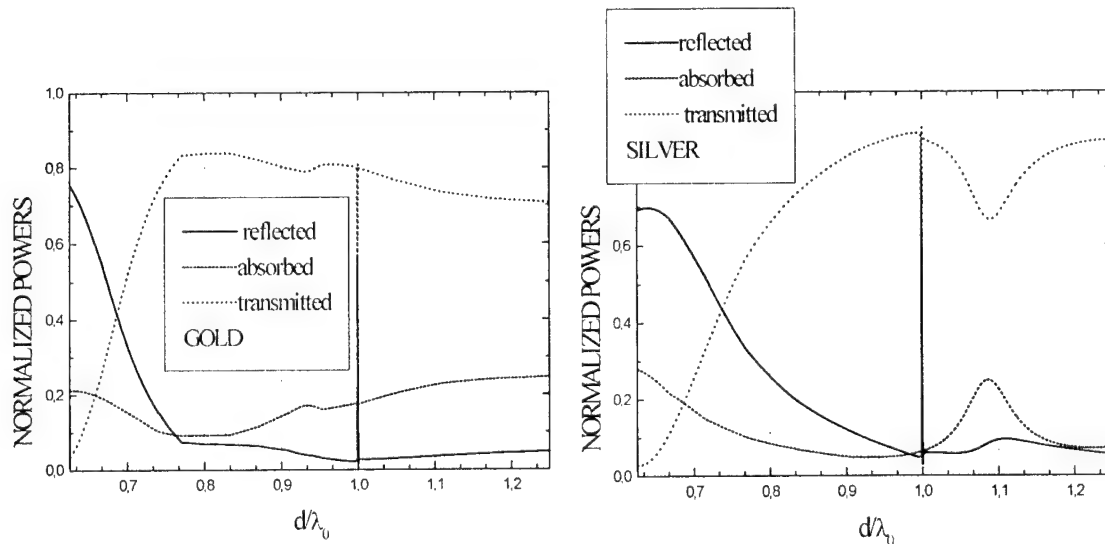 1.0
0.8
0.6
0.4
0.2
0.0
NORMALIZED POWERS
reflected
absorbed
transmitted
GOLD
0,7 0,8 0,9 1,0 1,1 1,2
d/λ₀
reflected
absorbed
transmitted
SILVER
0,6
0,4
0,2
0,0
NORMALIZED POWERS
0,7 0,8 0,9 1,0 1,1 1,2
d/λ₀